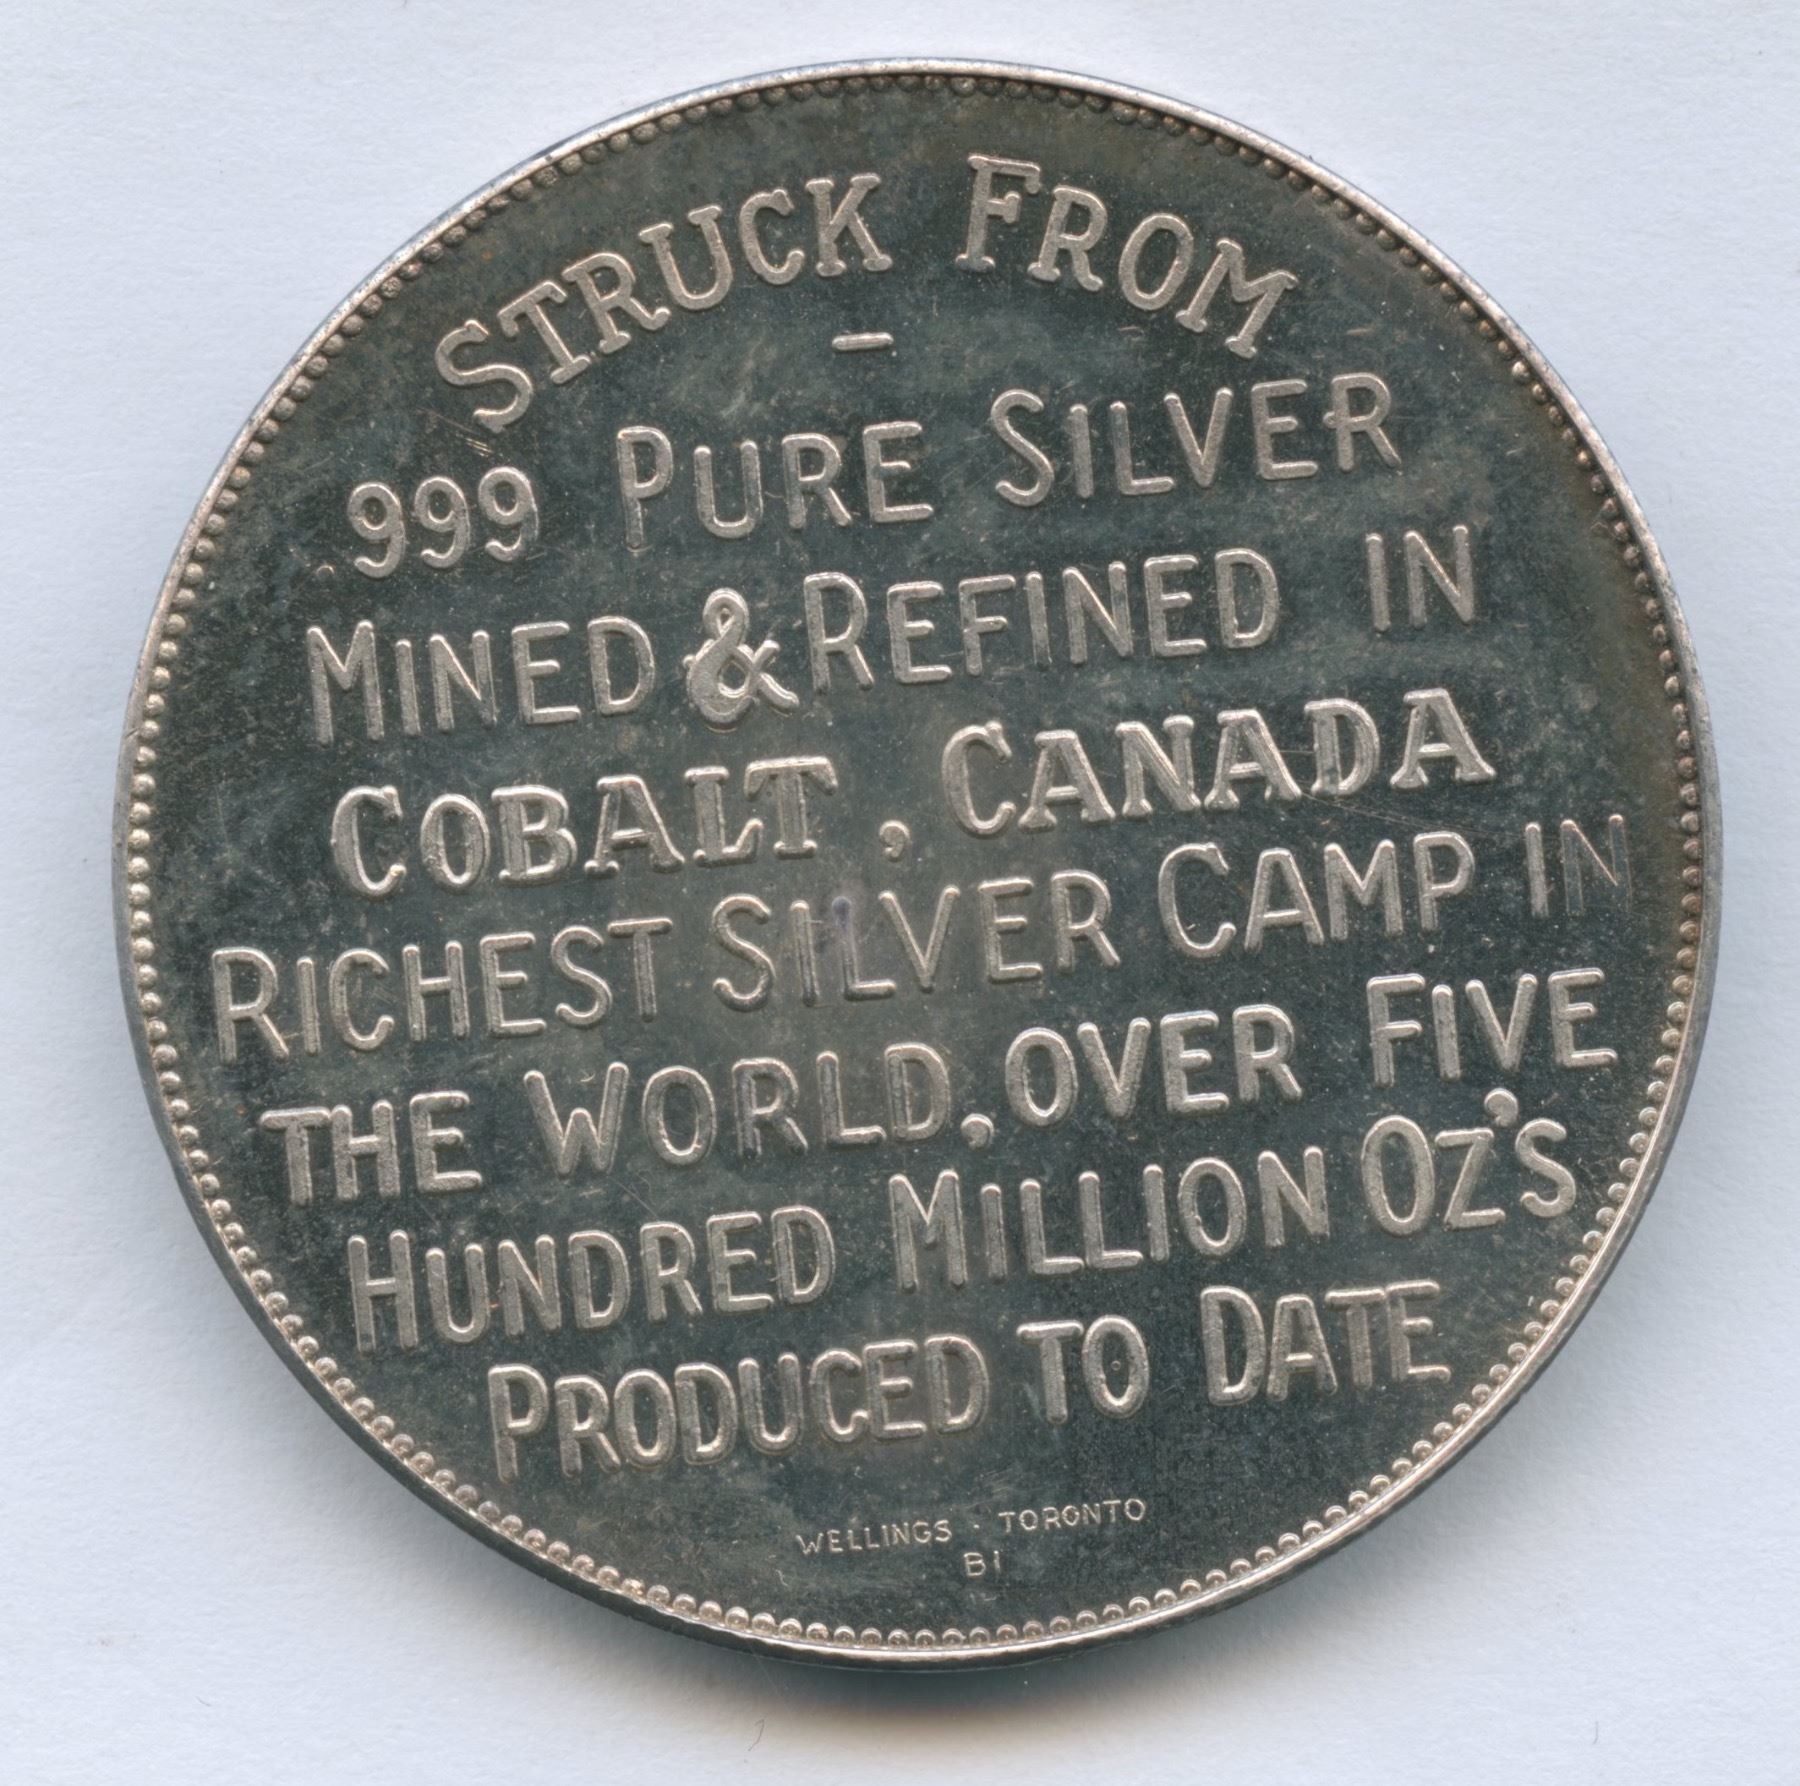 STRUCK FROM
–
.999 PURE SILVER
MINED & REFINED IN
COBALT, CANADA
RICHEST SILVER CAMP IN
THE WORLD, OVER FIVE
HUNDRED MILLION OZ'S
PRODUCED TO DATE
WELLINGS · TORONTO
BI